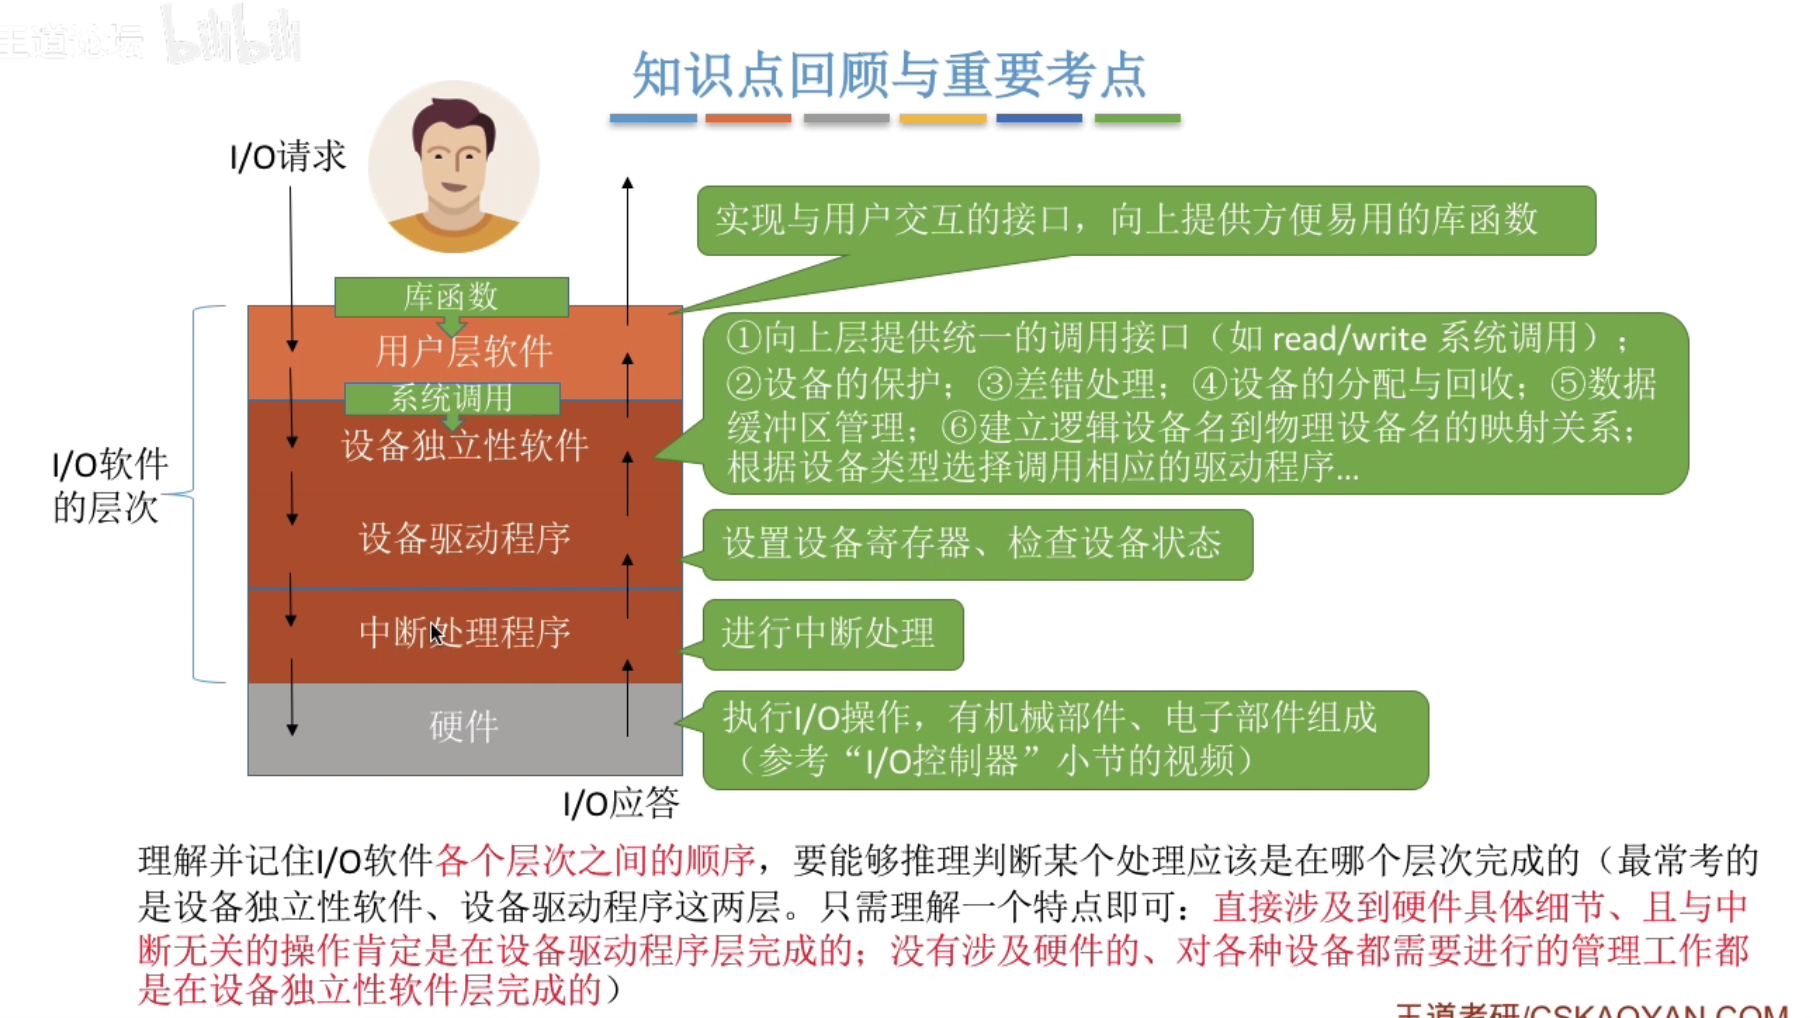 王道论坛 bilibili
知识点回顾与重要考点
I/O请求
实现与用户交互的接口，向上提供方便易用的库函数
库函数
用户层软件
系统调用
设备独立性软件
①向上层提供统一的调用接口（如 read/write 系统调用）；
②设备的保护；③差错处理；④设备的分配与回收；⑤数据
缓冲区管理；⑥建立逻辑设备名到物理设备名的映射关系；
根据设备类型选择调用相应的驱动程序...
I/O软件
的层次
设备驱动程序
设置设备寄存器、检查设备状态
中断处理程序
进行中断处理
硬件
执行I/O操作，有机械部件、电子部件组成
（参考“I/O控制器”小节的视频）
I/O应答
理解并记住I/O软件各个层次之间的顺序，要能够推理判断某个处理应该是在哪个层次完成的（最常考的
是设备独立性软件、设备驱动程序这两层。只需理解一个特点即可：直接涉及到硬件具体细节、且与中
断无关的操作肯定是在设备驱动程序层完成的；没有涉及硬件的、对各种设备都需要进行的管理工作都
是在设备独立性软件层完成的）
王道考研/CSKAOYAN.COM